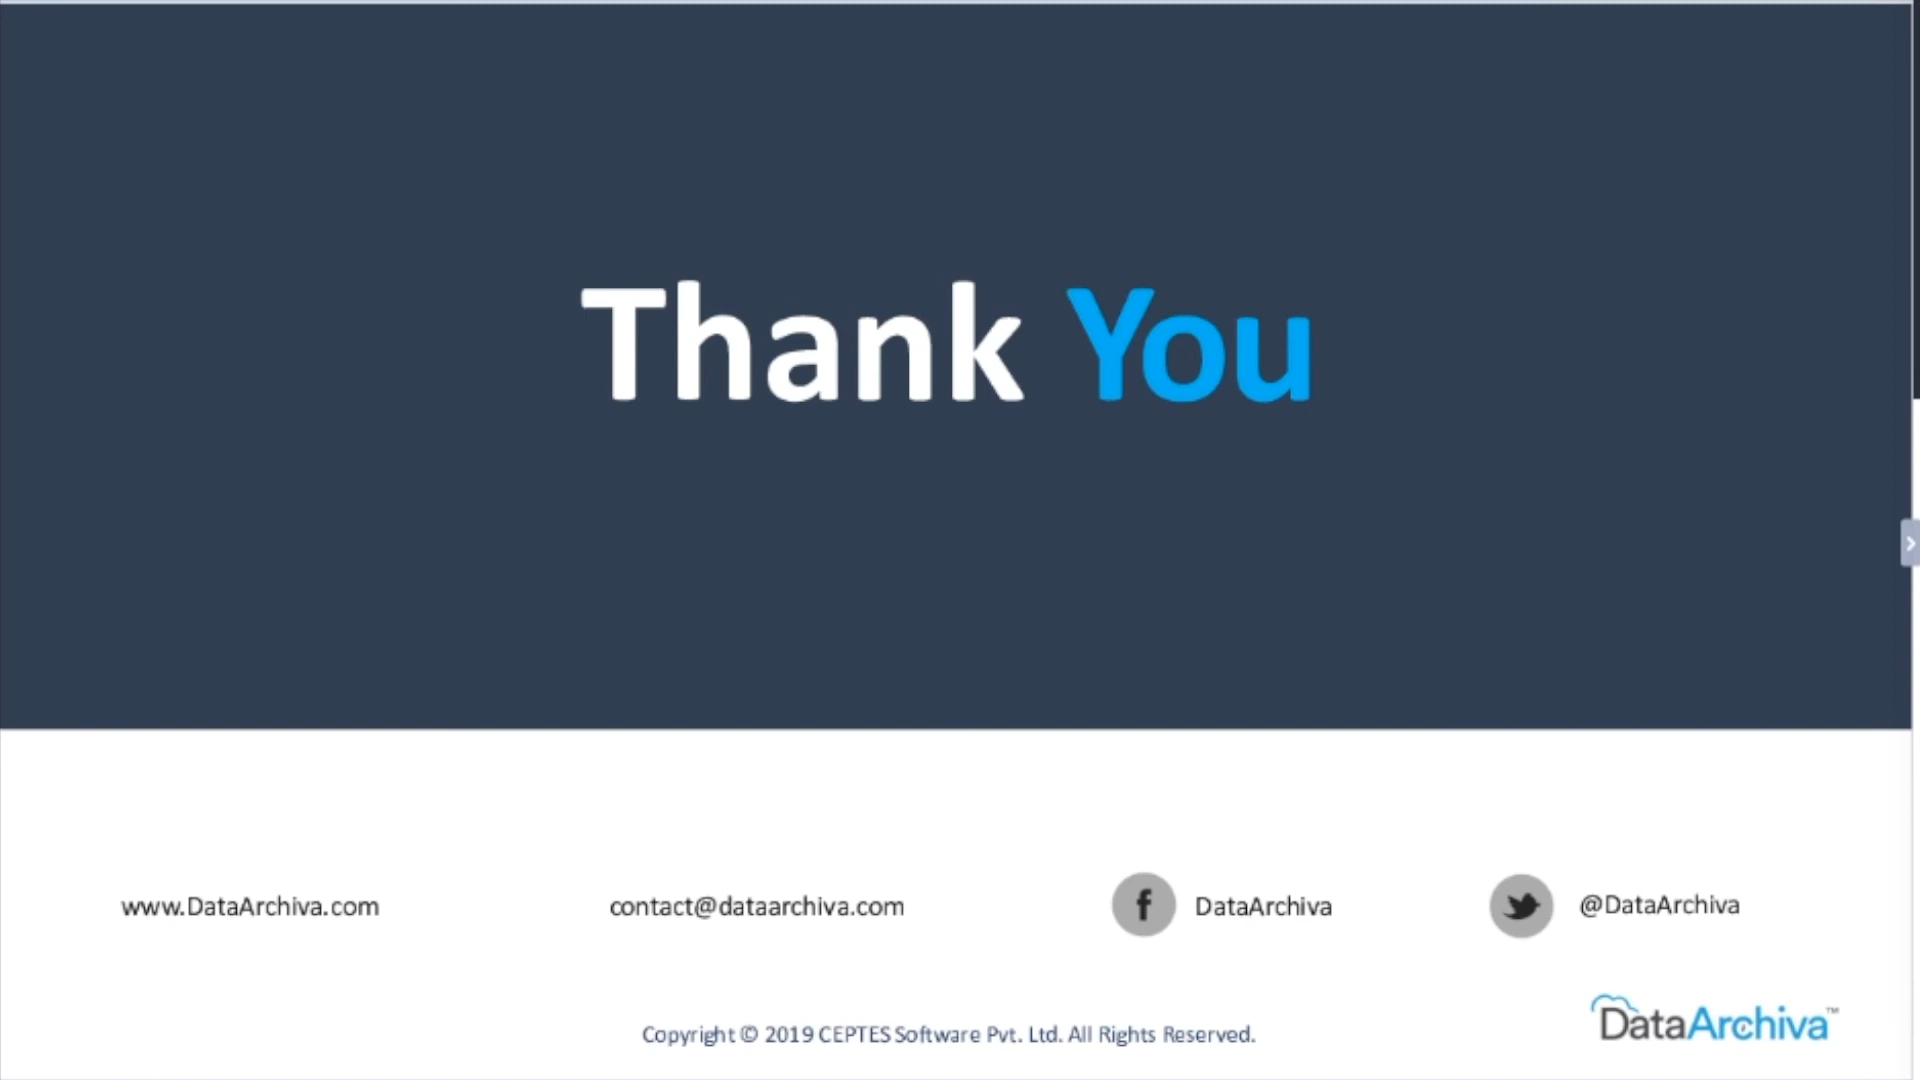 Thank You
www.DataArchiva.com
contact@dataarchiva.com
DataArchiva
@DataArchiva
Copyright © 2019 CEPTES Software Pvt. Ltd. All Rights Reserved.
DataArchiva™